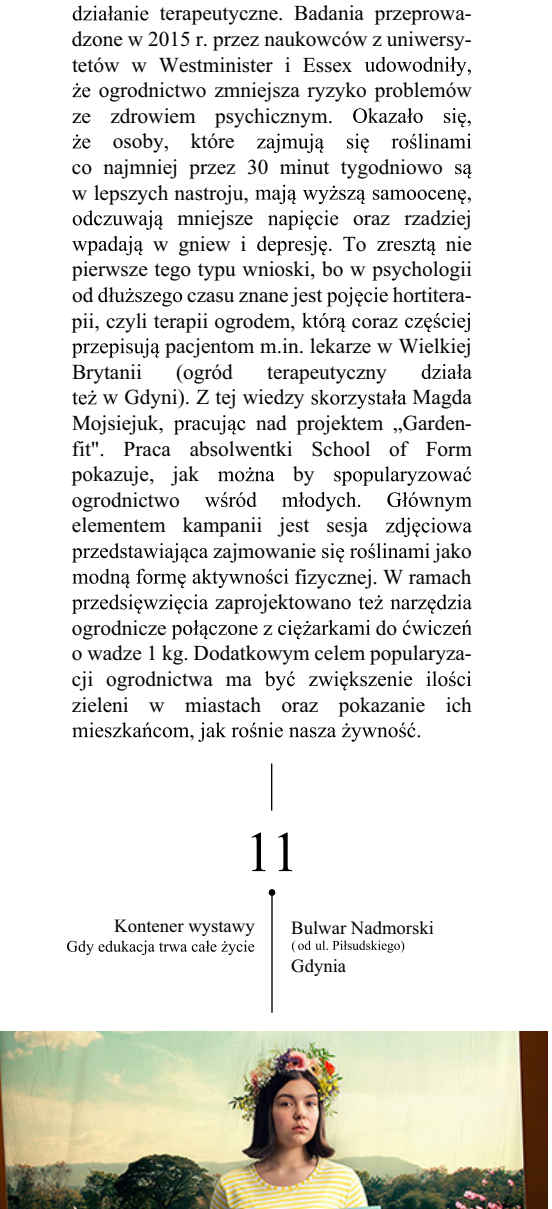 działanie terapeutyczne. Badania przeprowa-
dzone w 2015 r. przez naukowców z uniwersy-
tetów w Westminister i Essex udowodniły,
że ogrodnictwo zmniejsza ryzyko problemów
ze zdrowiem psychicznym. Okazało się,
że osoby, które zajmują się roślinami
co najmniej przez 30 minut tygodniowo są
w lepszych nastroju, mają wyższą samoocenę,
odczuwają mniejsze napięcie oraz rzadziej
wpadają w gniew i depresję. To zresztą nie
pierwsze tego typu wnioski, bo w psychologii
od dłuższego czasu znane jest pojęcie hortitera-
pii, czyli terapii ogrodem, którą coraz częściej
przepisują pacjentom m.in. lekarze w Wielkiej
Brytanii (ogród terapeutyczny działa
też w Gdyni). Z tej wiedzy skorzystała Magda
Mojsiejuk, pracując nad projektem „Garden-
fit". Praca absolwentki School of Form
pokazuje, jak można by spopularyzować
ogrodnictwo wśród młodych. Głównym
elementem kampanii jest sesja zdjęciowa
przedstawiająca zajmowanie się roślinami jako
modną formę aktywności fizycznej. W ramach
przedsięwzięcia zaprojektowano też narzędzia
ogrodnicze połączone z ciężarkami do ćwiczeń
o wadze 1 kg. Dodatkowym celem popularyza-
cji ogrodnictwa ma być zwiększenie ilości
zieleni w miastach oraz pokazanie ich
mieszkańcom, jak rośnie nasza żywność.
11
Kontener wystawy
Gdy edukacja trwa całe życie
Bulwar Nadmorski
( od ul. Piłsudskiego)
Gdynia